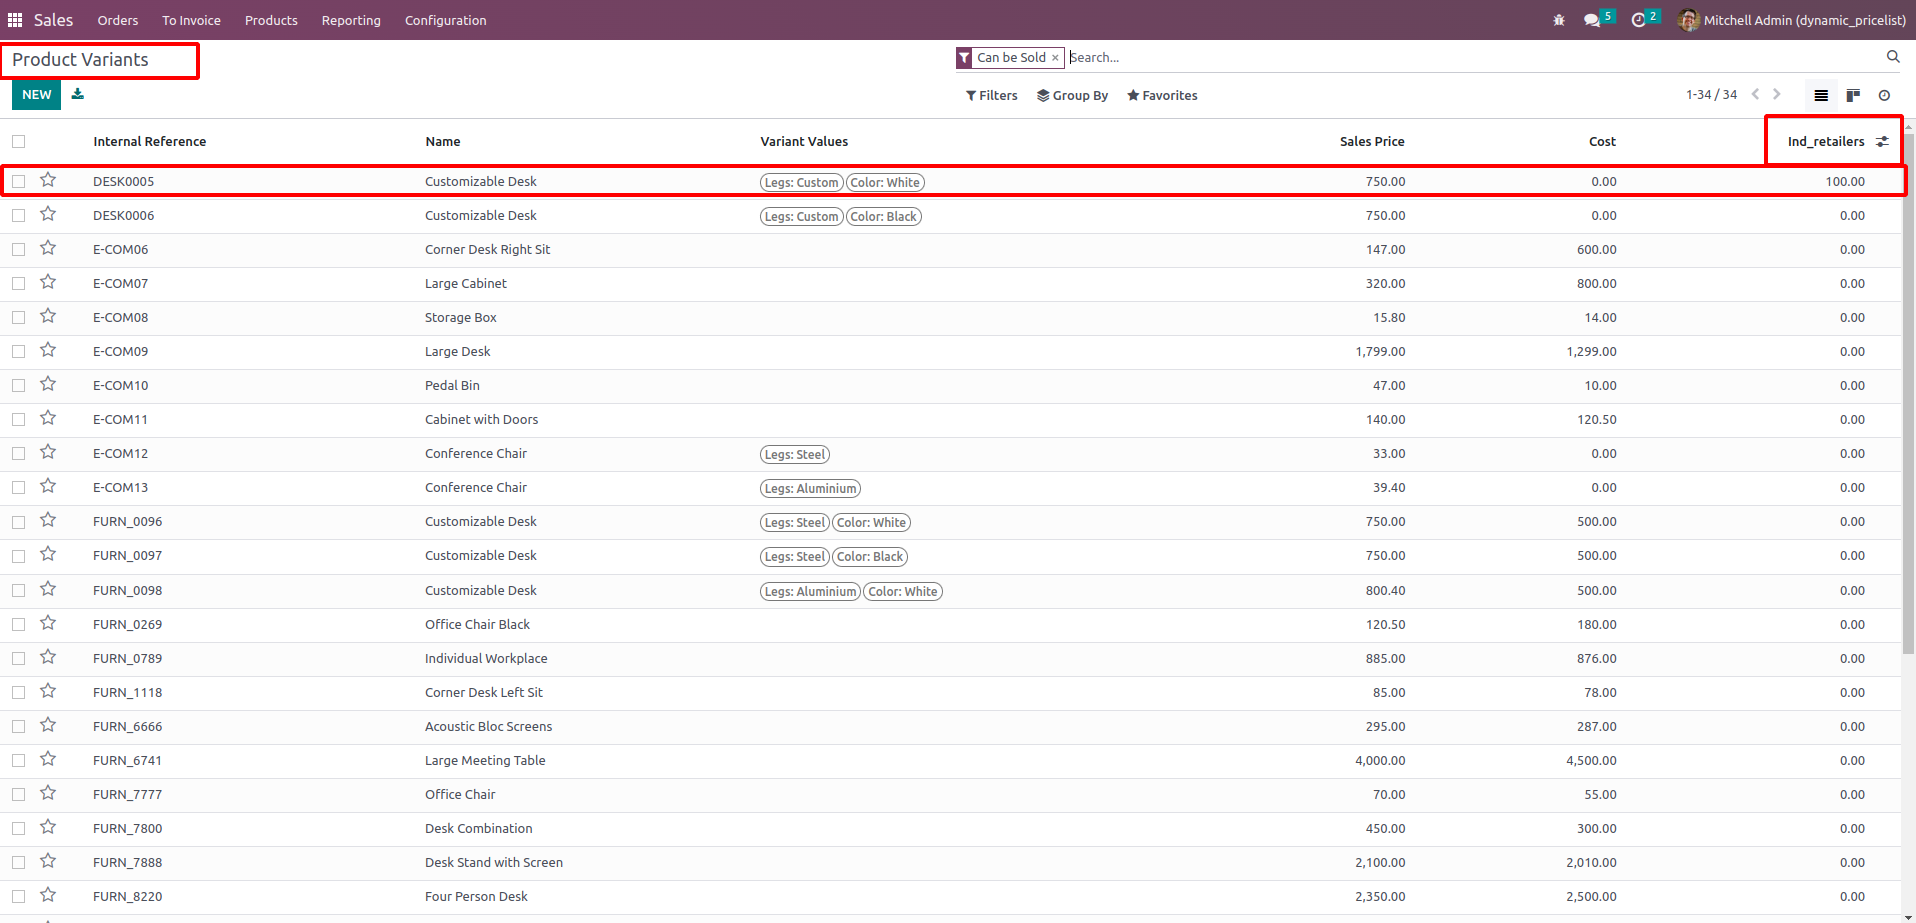 Sales Orders To Invoice Products Reporting Configuration 5 2 Mitchell Admin (dynamic_pricelist)
Product Variants Can be Sold × Search...
NEW Filters Group By Favorites 1-34 / 34
Internal Reference Name Variant Values Sales Price Cost Ind_retailers
DESK0005 Customizable Desk Legs: Custom Color: White 750.00 0.00 100.00
DESK0006 Customizable Desk Legs: Custom Color: Black 750.00 0.00 0.00
E-COM06 Corner Desk Right Sit 147.00 600.00 0.00
E-COM07 Large Cabinet 320.00 800.00 0.00
E-COM08 Storage Box 15.80 14.00 0.00
E-COM09 Large Desk 1,799.00 1,299.00 0.00
E-COM10 Pedal Bin 47.00 10.00 0.00
E-COM11 Cabinet with Doors 140.00 120.50 0.00
E-COM12 Conference Chair Legs: Steel 33.00 0.00 0.00
E-COM13 Conference Chair Legs: Aluminium 39.40 0.00 0.00
FURN_0096 Customizable Desk Legs: Steel Color: White 750.00 500.00 0.00
FURN_0097 Customizable Desk Legs: Steel Color: Black 750.00 500.00 0.00
FURN_0098 Customizable Desk Legs: Aluminium Color: White 800.40 500.00 0.00
FURN_0269 Office Chair Black 120.50 180.00 0.00
FURN_0789 Individual Workplace 885.00 876.00 0.00
FURN_1118 Corner Desk Left Sit 85.00 78.00 0.00
FURN_6666 Acoustic Bloc Screens 295.00 287.00 0.00
FURN_6741 Large Meeting Table 4,000.00 4,500.00 0.00
FURN_7777 Office Chair 70.00 55.00 0.00
FURN_7800 Desk Combination 450.00 300.00 0.00
FURN_7888 Desk Stand with Screen 2,100.00 2,010.00 0.00
FURN_8220 Four Person Desk 2,350.00 2,500.00 0.00